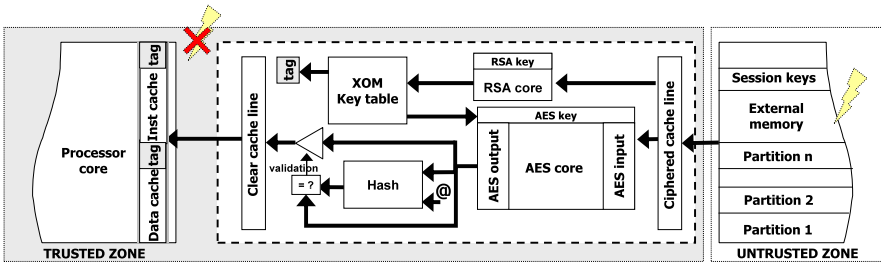 Processor
core
Data cache
tag
Inst cache
tag
TRUSTED ZONE
Clear cache line
tag
XOM
Key table
RSA key
RSA core
AES key
AES output
AES core
AES input
validation
= ?
Hash
@
Ciphered cache line
Session keys
External
memory
Partition n
Partition 2
Partition 1
UNTRUSTED ZONE